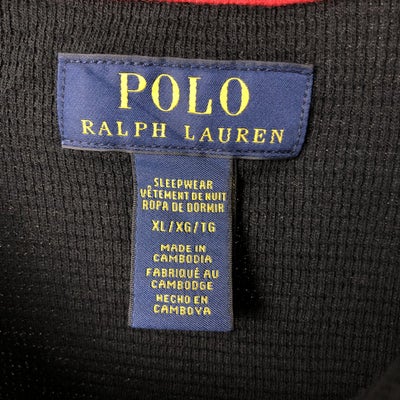 POLO
RALPH LAUREN
SLEEPWEAR
VÊTEMENT DE NUIT
ROPA DE DORMIR
XL/XG/TG
MADE IN
CAMBODIA
FABRIQUÉ AU
CAMBODGE
HECHO EN
CAMBOYA